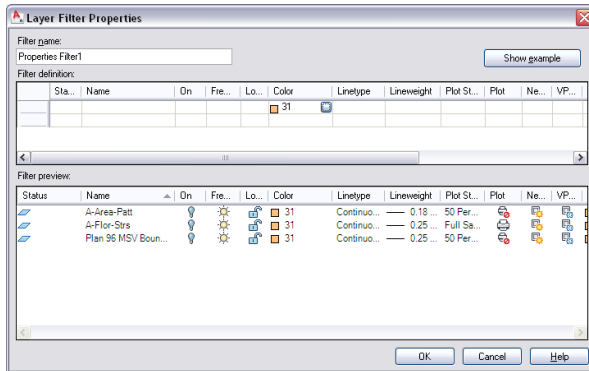 Layer Filter Properties
Filter name:
Properties Filter1
Show example
Filter definition:
Sta... Name On Fre... Lo... Color Linetype Lineweight Plot St... Plot Ne... VP...
31
Filter preview:
Status Name On Fre... Lo... Color Linetype Lineweight Plot St... Plot Ne... VP...
A-Area-Patt 31 Continuo... 0.18 ... 50 Per...
A-Flor-Strs 31 Continuo... 0.25 ... Full Sa...
Plan 96 MSV Boun... 31 Continuo... 0.25 ... 50 Per...
OK Cancel Help